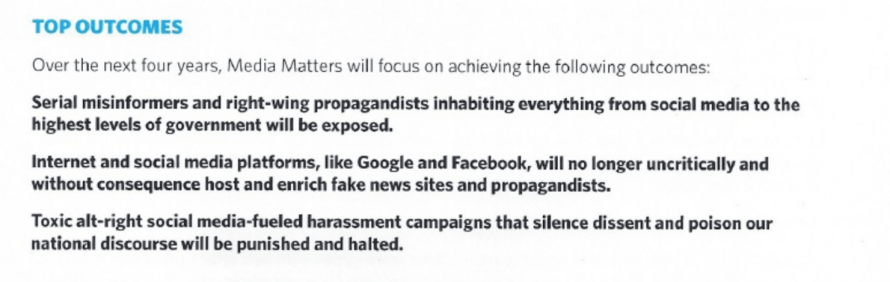 TOP OUTCOMES
Over the next four years, Media Matters will focus on achieving the following outcomes:
Serial misinformers and right-wing propagandists inhabiting everything from social media to the
highest levels of government will be exposed.
Internet and social media platforms, like Google and Facebook, will no longer uncritically and
without consequence host and enrich fake news sites and propagandists.
Toxic alt-right social media-fueled harassment campaigns that silence dissent and poison our
national discourse will be punished and halted.